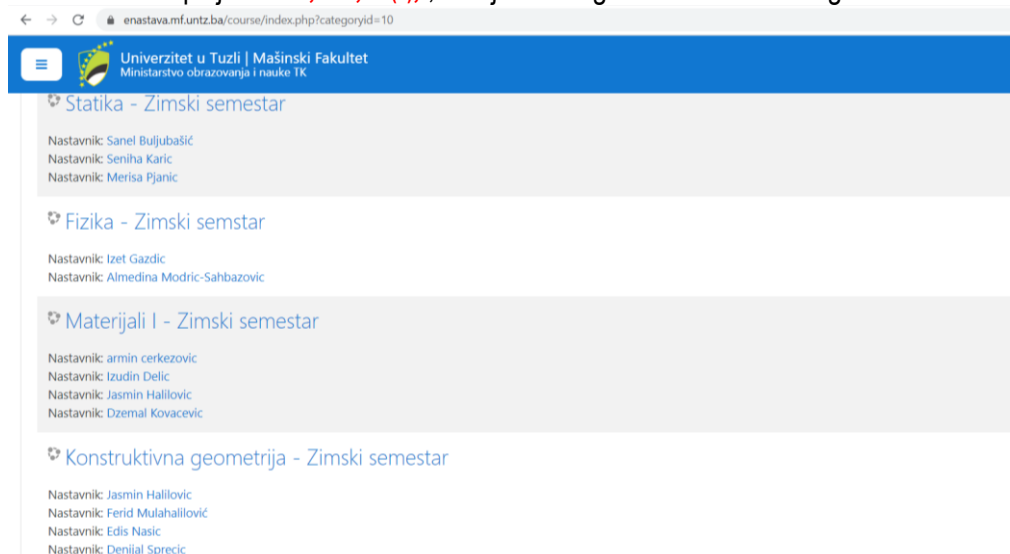 enastava.mf.untz.ba/course/index.php?categoryid=10
Univerzitet u Tuzli | Mašinski Fakultet
Ministarstvo obrazovanja i nauke TK
Statika - Zimski semestar
Nastavnik: Sanel Buljubašić
Nastavnik: Seniha Karic
Nastavnik: Merisa Pjanic
Fizika - Zimski semstar
Nastavnik: Izet Gazdic
Nastavnik: Almedina Modric-Sahbazovic
Materijali I - Zimski semestar
Nastavnik: armin cerkezovic
Nastavnik: Izudin Delic
Nastavnik: Jasmin Halilovic
Nastavnik: Dzemal Kovacevic
Konstruktivna geometrija - Zimski semestar
Nastavnik: Jasmin Halilovic
Nastavnik: Ferid Mulahalilović
Nastavnik: Edis Nasic
Nastavnik: Denijal Sprecic